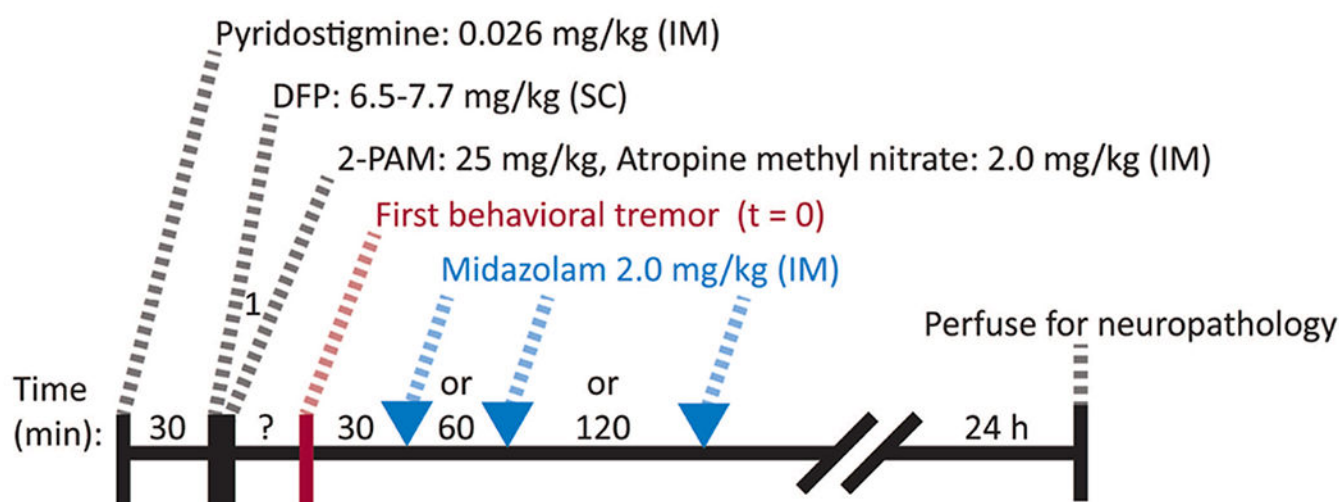 Pyridostigmine: 0.026 mg/kg (IM)
DFP: 6.5-7.7 mg/kg (SC)
2-PAM: 25 mg/kg, Atropine methyl nitrate: 2.0 mg/kg (IM)
First behavioral tremor (t = 0)
Midazolam 2.0 mg/kg (IM)
1
Perfuse for neuropathology
or or
Time
(min): 30 ? 30 60 120 24 h